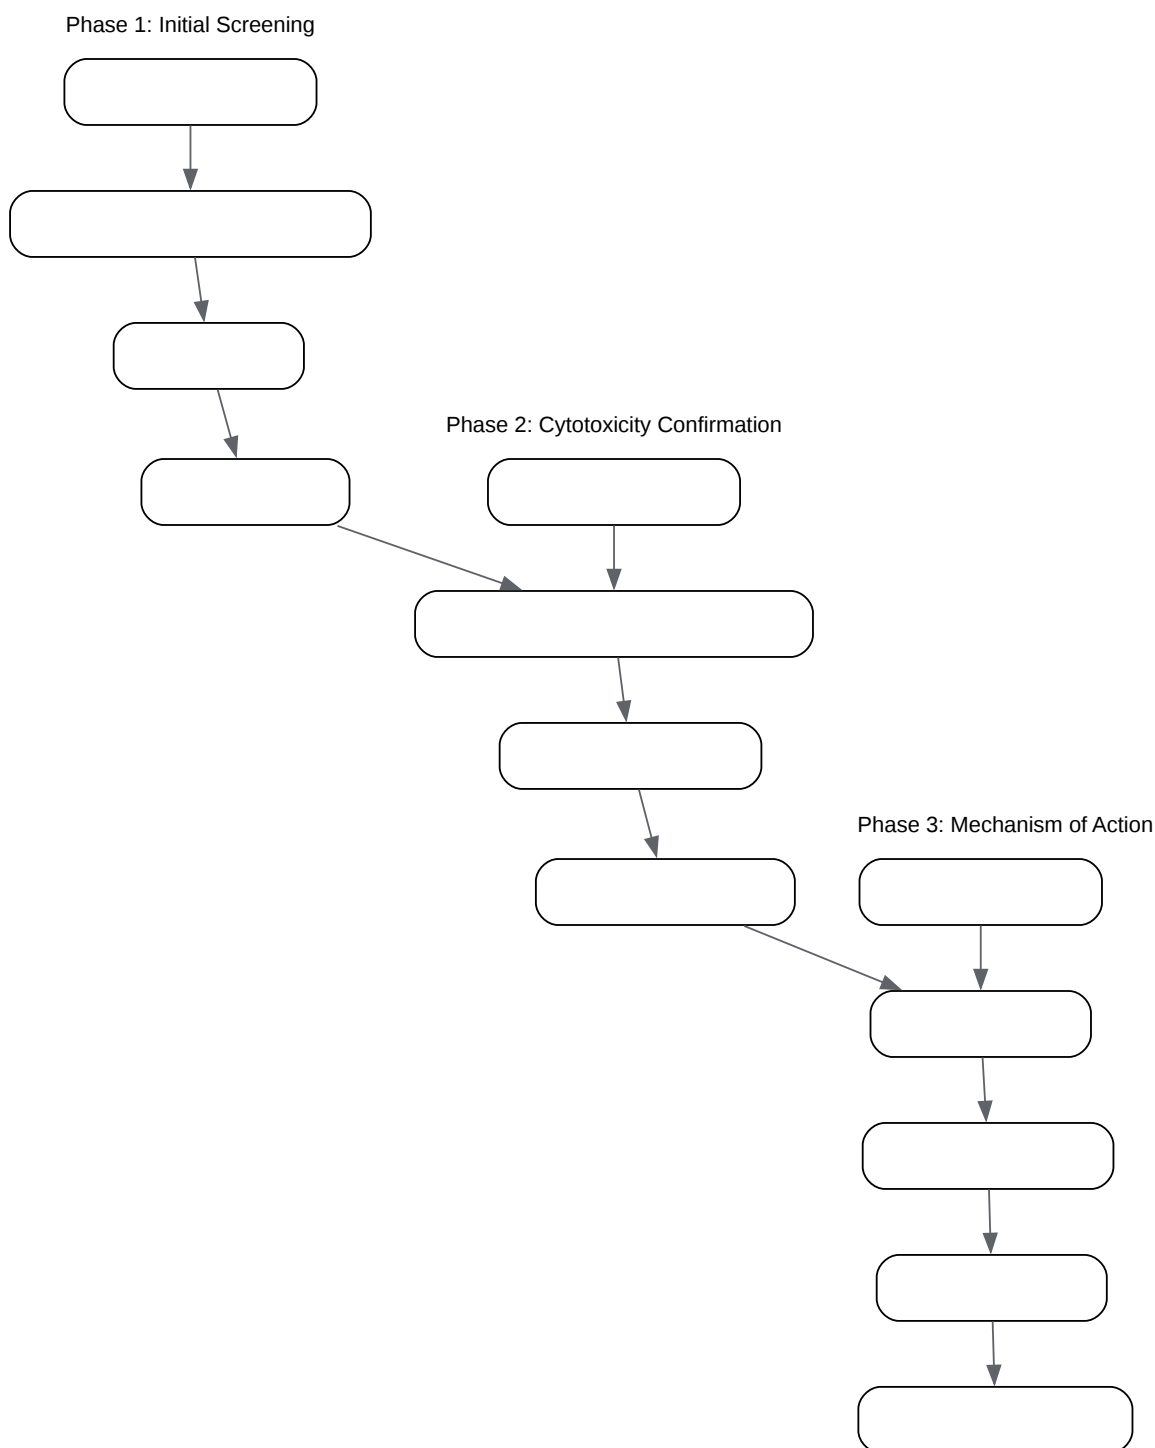 Phase 1: Initial Screening
Phase 2: Cytotoxicity Confirmation
Phase 3: Mechanism of Action